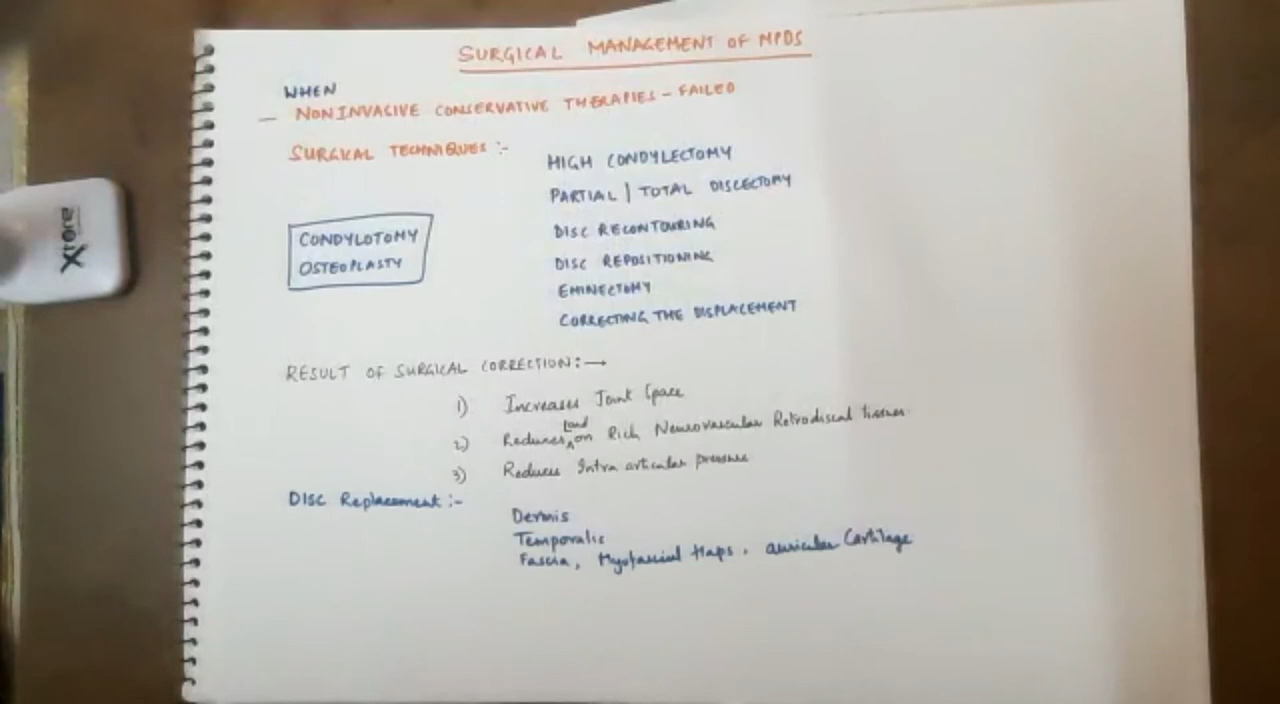 SURGICAL MANAGEMENT OF MPDS
WHEN
— NONINVASIVE CONSERVATIVE THERAPIES - FAILED
SURGICAL TECHNIQUES :-
HIGH CONDYLECTOMY
PARTIAL | TOTAL DISCECTOMY
DISC RECONTOURING
DISC REPOSITIONING
EMINECTOMY
CORRECTING THE DISPLACEMENT
CONDYLOTOMY
OSTEOPLASTY
RESULT OF SURGICAL CORRECTION :→
1) Increases Joint Space
2) Reduces load on Rich Neurovascular Retrodiscal tissues
3) Reduces Intra articular pressure
DISC Replacement :-
Dermis
Temporalis
Fascia, Myofascial flaps, auricular Cartilage
Xiona